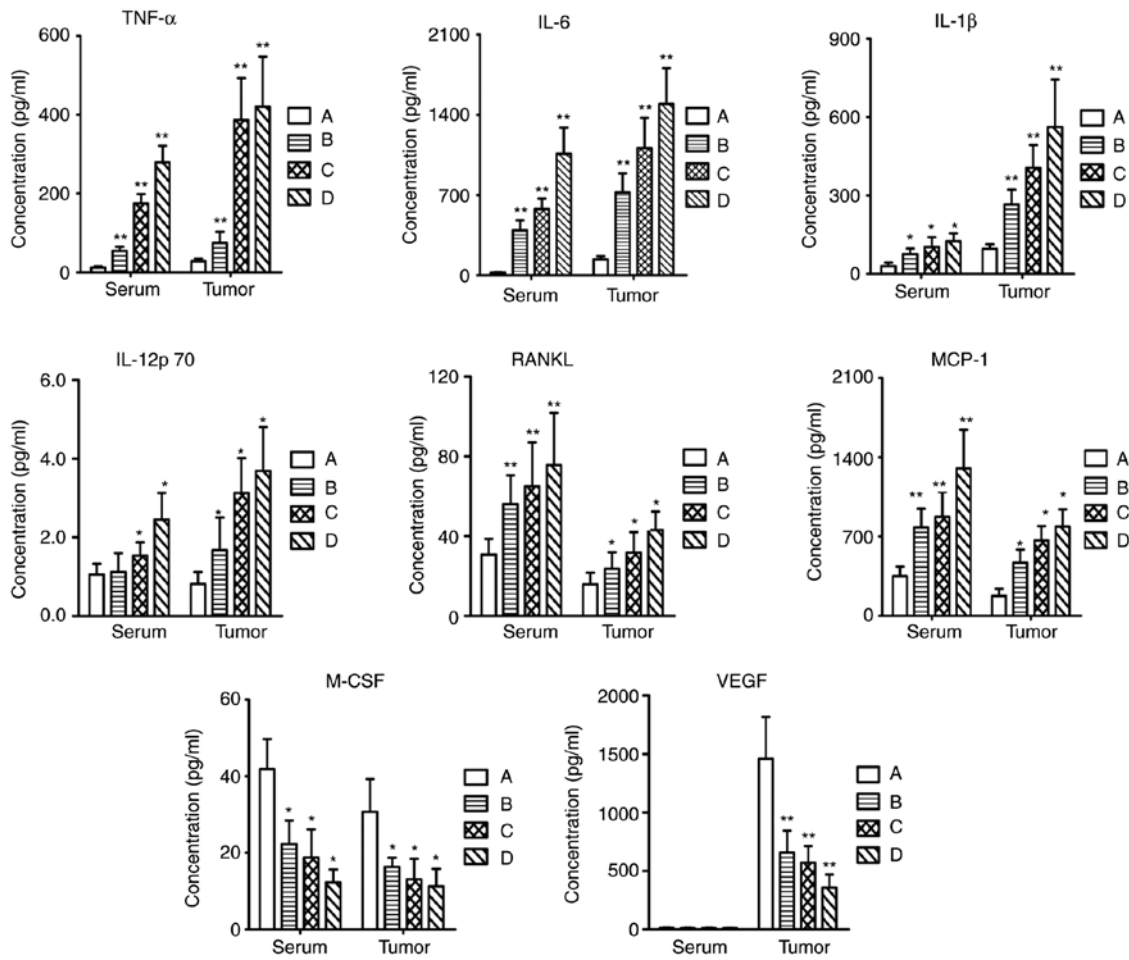 TNF-α
Concentration (pg/ml)
600
400
200
0
** ** ** ** ** **
Serum Tumor
A
B
C
D
IL-6
Concentration (pg/ml)
2100
1400
700
0
** ** ** ** ** **
Serum Tumor
A
B
C
D
IL-1β
Concentration (pg/ml)
900
600
300
0
* * * ** ** **
Serum Tumor
A
B
C
D
IL-12p 70
Concentration (pg/ml)
6.0
4.0
2.0
0.0
* * * * *
Serum Tumor
A
B
C
D
RANKL
Concentration (pg/ml)
120
80
40
0
** ** ** * * *
Serum Tumor
A
B
C
D
MCP-1
Concentration (pg/ml)
2100
1400
700
0
** ** ** * * *
Serum Tumor
A
B
C
D
M-CSF
Concentration (pg/ml)
60
40
20
0
* * * * * *
Serum Tumor
A
B
C
D
VEGF
Concentration (pg/ml)
2000
1500
1000
500
0
** ** **
Serum Tumor
A
B
C
D